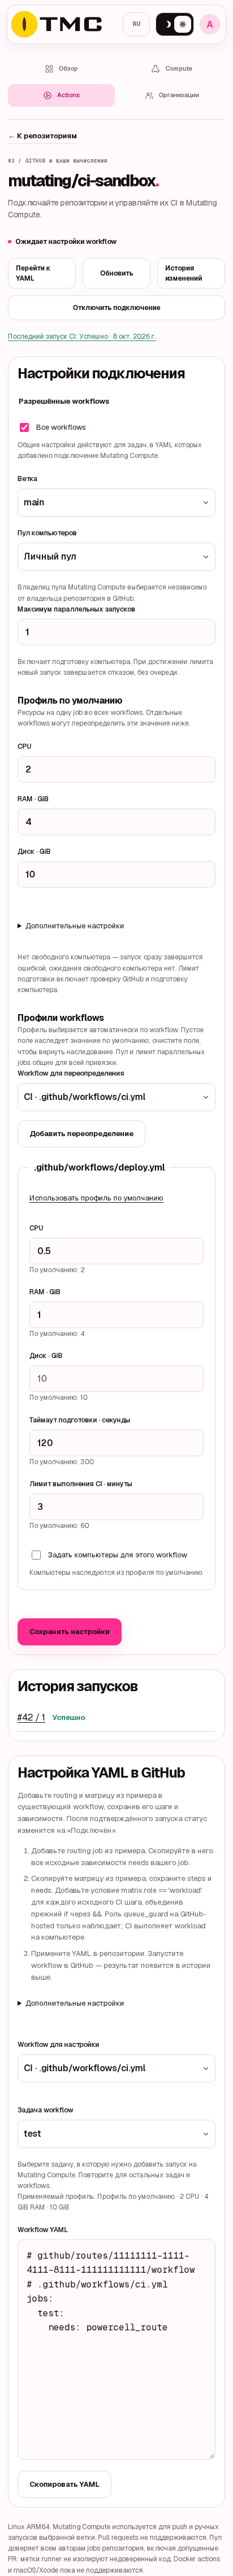 TMC
RU
A
Обзор
Compute
Actions
Организации
← К репозиториям
03 / GITHUB И ВАШИ ВЫЧИСЛЕНИЯ
mutating/ci-sandbox.
Подключайте репозитории и управляйте их CI в Mutating
Compute.
Ожидает настройки workflow
Перейти к
YAML
Обновить
История
изменений
Отключить подключение
Последний запуск CI: Успешно · 8 окт. 2026 г.
Настройки подключения
Разрешённые workflows
Все workflows
Общие настройки действуют для задач, в YAML которых
добавлено подключение Mutating Compute.
Ветка
main
Пул компьютеров
Личный пул
Владелец пула Mutating Compute выбирается независимо
от владельца репозитория в GitHub.
Максимум параллельных запусков
1
Включает подготовку компьютера. При достижении лимита
новый запуск завершается отказом, без очереди.
Профиль по умолчанию
Ресурсы на одну job во всех workflows. Отдельные
workflows могут переопределить эти значения ниже.
CPU
2
RAM · GiB
4
Диск · GiB
10
Дополнительные настройки
Нет свободного компьютера — запуск сразу завершится
ошибкой, ожидания свободного компьютера нет. Лимит
подготовки включает проверку GitHub и подготовку
компьютера.
Профили workflows
Профиль выбирается автоматически по workflow. Пустое
поле наследует значение по умолчанию; очистите поле,
чтобы вернуть наследование. Пул и лимит параллельных
jobs общие для всей привязки.
Workflow для переопределения
CI · .github/workflows/ci.yml
Добавить переопределение
.github/workflows/deploy.yml
Использовать профиль по умолчанию
CPU
0.5
По умолчанию: 2
RAM · GiB
1
По умолчанию: 4
Диск · GiB
10
По умолчанию: 10
Таймаут подготовки · секунды
120
По умолчанию: 300
Лимит выполнения CI · минуты
3
По умолчанию: 60
Задать компьютеры для этого workflow
Компьютеры наследуются из профиля по умолчанию.
Сохранить настройки
История запусков
#42 / 1 Успешно
Настройка YAML в GitHub
Добавьте routing и матрицу из примера в
существующий workflow, сохранив его шаги и
зависимости. После подтверждённого запуска статус
изменится на «Подключён».
1. Добавьте routing job из примера. Скопируйте в него
все исходные зависимости needs вашего job.
2. Скопируйте матрицу из примера, сохраните steps и
needs. Добавьте условие matrix.role == 'workload'
для каждого исходного CI шага, объединив
прежний if через &&. Роль queue_guard на GitHub-
hosted только наблюдает; CI выполняет workload
на компьютере.
3. Примените YAML в репозитории. Запустите
workflow в GitHub — результат появится в истории
выше.
Дополнительные настройки
Workflow для настройки
CI · .github/workflows/ci.yml
Задача workflow
test
Выберите задачу, в которую нужно добавить запуск на
Mutating Compute. Повторите для остальных задач и
workflows.
Применяемый профиль: Профиль по умолчанию · 2 CPU · 4
GiB RAM · 10 GiB
Workflow YAML
# github/routes/11111111-1111-
4111-8111-111111111111/workflow
# .github/workflows/ci.yml
jobs:
test:
needs: powercell_route
Скопировать YAML
Linux ARM64. Mutating Compute используется для push и ручных
запусков выбранной ветки. Pull requests не поддерживаются. Пул
доверяет всем авторам jobs репозитория, включая допущенные
PR: метки runner не изолируют недоверенный код. Docker actions
и macOS/Xcode пока не поддерживаются.